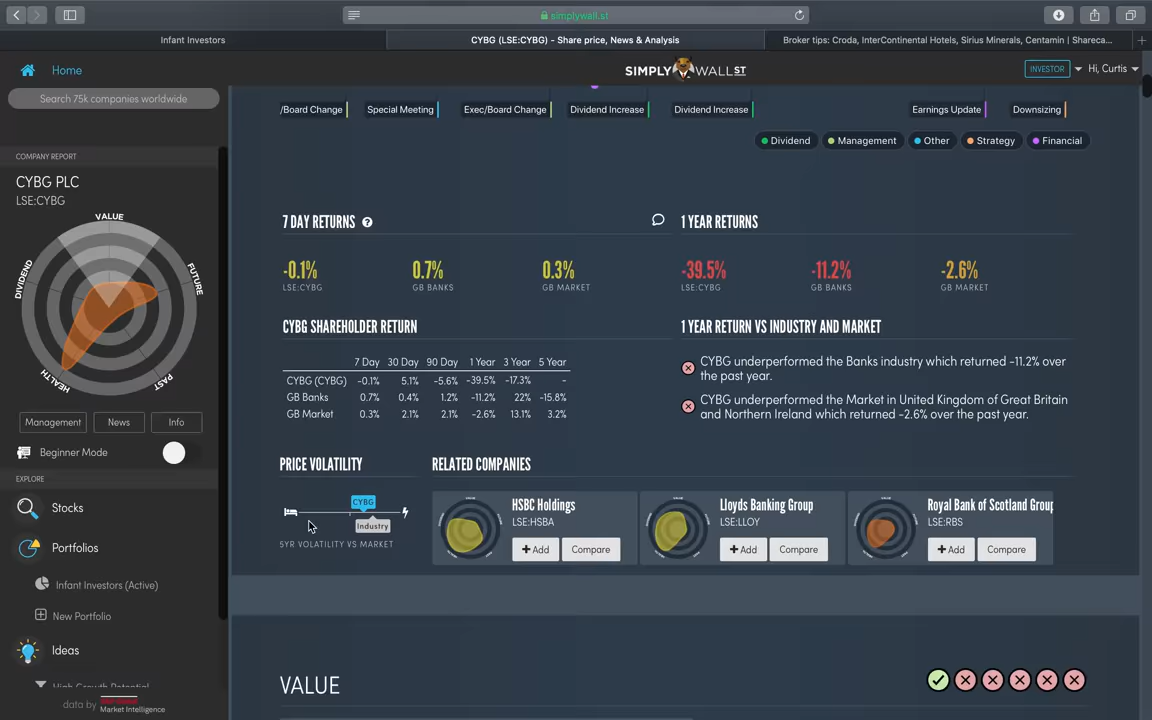 simplywall.st
Infant Investors
CYBG (LSE:CYBG) - Share price, News & Analysis
Broker tips: Croda, InterContinental Hotels, Sirius Minerals, Centamin | Shareca...
Home
SIMPLY WALL ST
INVESTOR
Hi, Curtis
Search 75k companies worldwide
/Board Change
Special Meeting
Exec/Board Change
Dividend Increase
Dividend Increase
Earnings Update
Downsizing
Dividend
Management
Other
Strategy
Financial
COMPANY REPORT
CYBG PLC
LSE:CYBG
VALUE
FUTURE
PAST
HEALTH
DIVIDEND
Management
News
Info
Beginner Mode
EXPLORE
Stocks
Portfolios
Infant Investors (Active)
New Portfolio
Ideas
High Growth Potential
data by
Market Intelligence
7 DAY RETURNS ?
-0.1%
LSE:CYBG
0.7%
GB BANKS
0.3%
GB MARKET
1 YEAR RETURNS
-39.5%
LSE:CYBG
-11.2%
GB BANKS
-2.6%
GB MARKET
CYBG SHAREHOLDER RETURN
7 Day 30 Day 90 Day 1 Year 3 Year 5 Year
CYBG (CYBG) -0.1% 5.1% -5.6% -39.5% -17.3% -
GB Banks 0.7% 0.4% 1.2% -11.2% 22% -15.8%
GB Market 0.3% 2.1% 2.1% -2.6% 13.1% 3.2%
1 YEAR RETURN VS INDUSTRY AND MARKET
CYBG underperformed the Banks industry which returned -11.2% over
the past year.
CYBG underperformed the Market in United Kingdom of Great Britain
and Northern Ireland which returned -2.6% over the past year.
PRICE VOLATILITY
CYBG
Industry
5YR VOLATILITY VS MARKET
RELATED COMPANIES
HSBC Holdings
LSE:HSBA
+ Add
Compare
Lloyds Banking Group
LSE:LLOY
+ Add
Compare
Royal Bank of Scotland Group
LSE:RBS
+ Add
Compare
VALUE